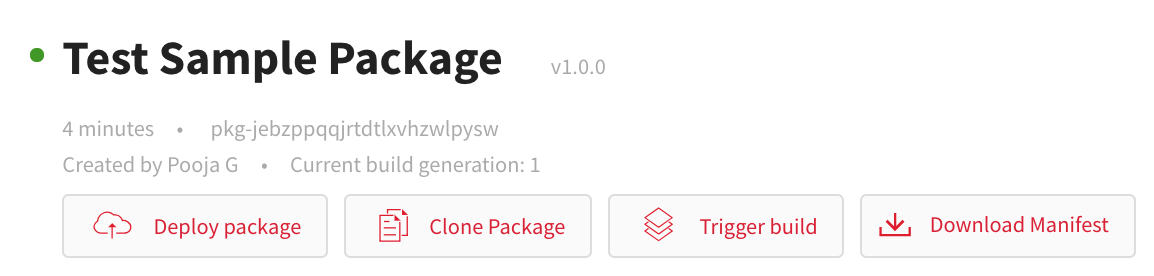 Test Sample Package v1.0.0
4 minutes • pkg-jebzppqqjrtdtlxvhzwlpysw
Created by Pooja G • Current build generation: 1
Deploy package Clone Package Trigger build Download Manifest